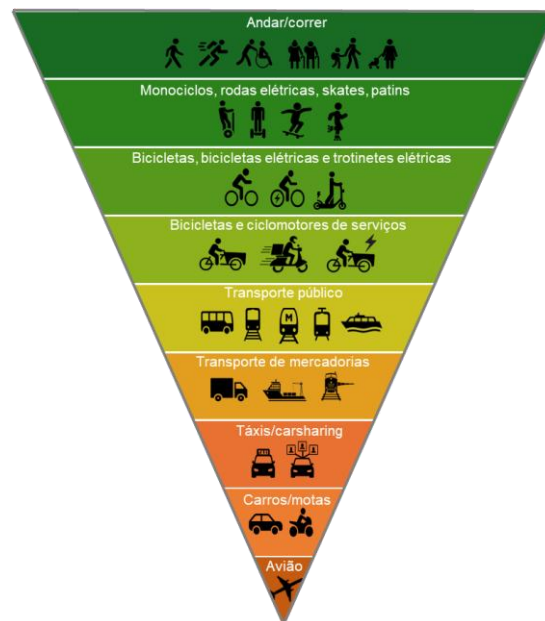 Andar/correr
Monociclos, rodas elétricas, skates, patins
Bicicletas, bicicletas elétricas e trotinetes elétricas
Bicicletas e ciclomotores de serviços
Transporte público
M
Transporte de mercadorias
Táxis/carsharing
Carros/motas
Avião